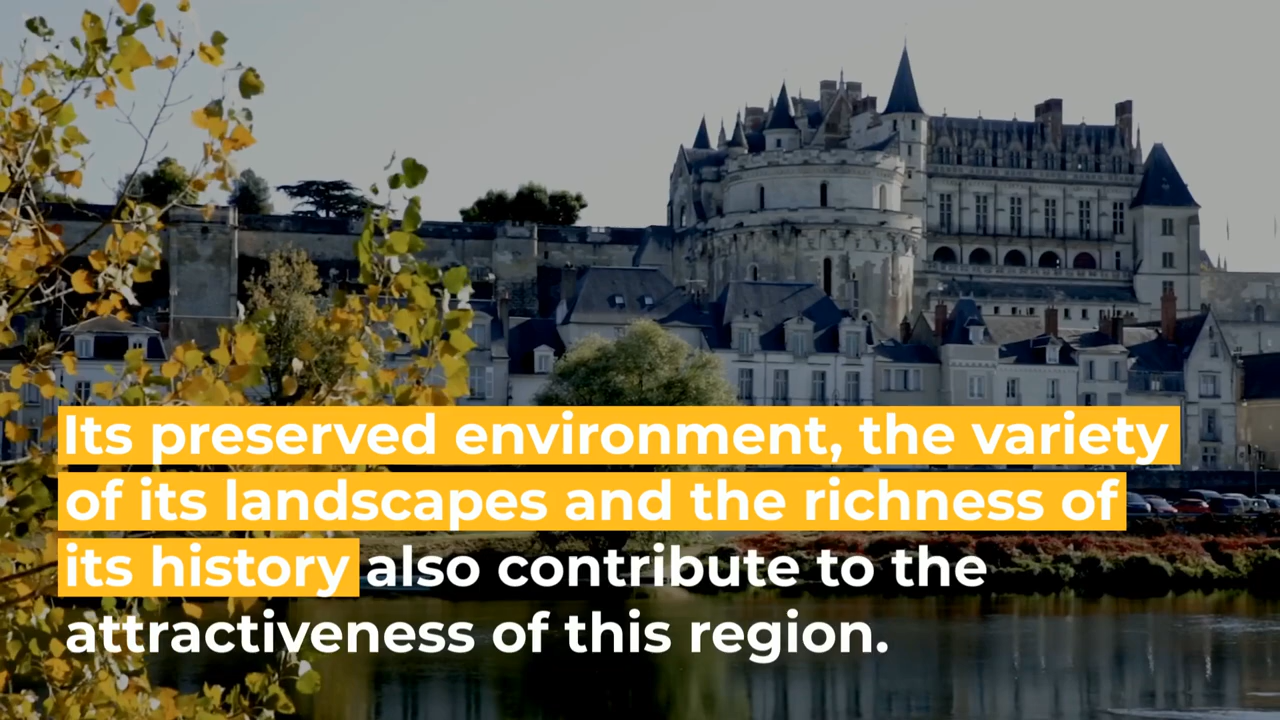 Its preserved environment, the variety
of its landscapes and the richness of
its history also contribute to the
attractiveness of this region.